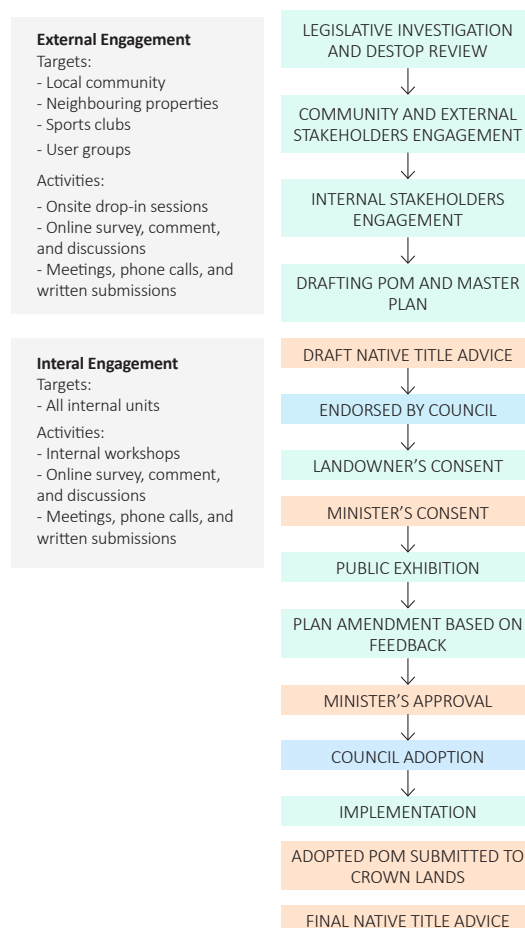 External Engagement
Targets:
- Local community
- Neighbouring properties
- Sports clubs
- User groups
Activities:
- Onsite drop-in sessions
- Online survey, comment,
and discussions
- Meetings, phone calls, and
written submissions
Interal Engagement
Targets:
- All internal units
Activities:
- Internal workshops
- Online survey, comment,
and discussions
- Meetings, phone calls, and
written submissions
LEGISLATIVE INVESTIGATION
AND DESTOP REVIEW
COMMUNITY AND EXTERNAL
STAKEHOLDERS ENGAGEMENT
INTERNAL STAKEHOLDERS
ENGAGEMENT
DRAFTING POM AND MASTER
PLAN
DRAFT NATIVE TITLE ADVICE
ENDORSED BY COUNCIL
LANDOWNER'S CONSENT
MINISTER'S CONSENT
PUBLIC EXHIBITION
PLAN AMENDMENT BASED ON
FEEDBACK
MINISTER'S APPROVAL
COUNCIL ADOPTION
IMPLEMENTATION
ADOPTED POM SUBMITTED TO
CROWN LANDS
FINAL NATIVE TITLE ADVICE